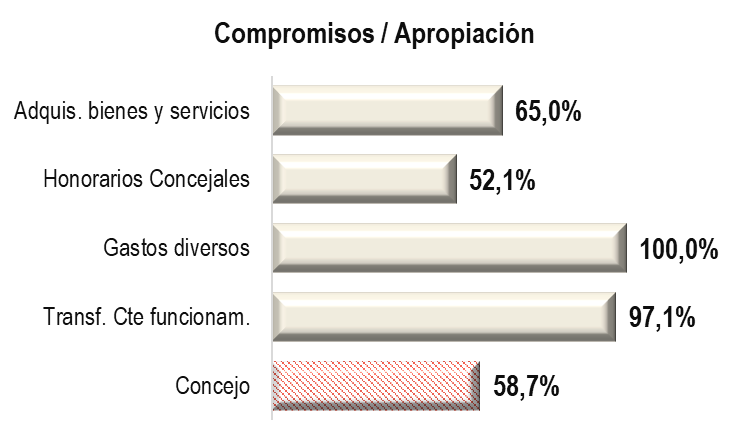 Compromisos / Apropiación
Adquis. bienes y servicios 65,0%
Honorarios Concejales 52,1%
Gastos diversos 100,0%
Transf. Cte funcionam. 97,1%
Concejo 58,7%